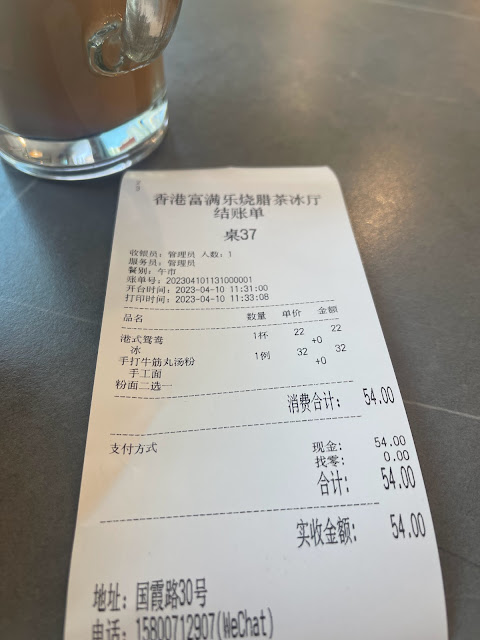 香港富满乐烧腊茶冰厅
结账单
桌37
收银员: 管理员 人数: 1
服务员: 管理员
餐别: 午市
账单号: 202304101131000001
开台时间: 2023-04-10 11:31:00
打印时间: 2023-04-10 11:33:08
品名 数量 单价 金额
港式鸳鸯 1杯 22 22
冰 +0
手打牛筋丸汤粉 1例 32 32
手工面 +0
粉面二选一
消费合计: 54.00
支付方式 现金: 54.00
找零: 0.00
合计: 54.00
实收金额: 54.00
地址: 国霞路30号
电话: 15800712907(WeChat)